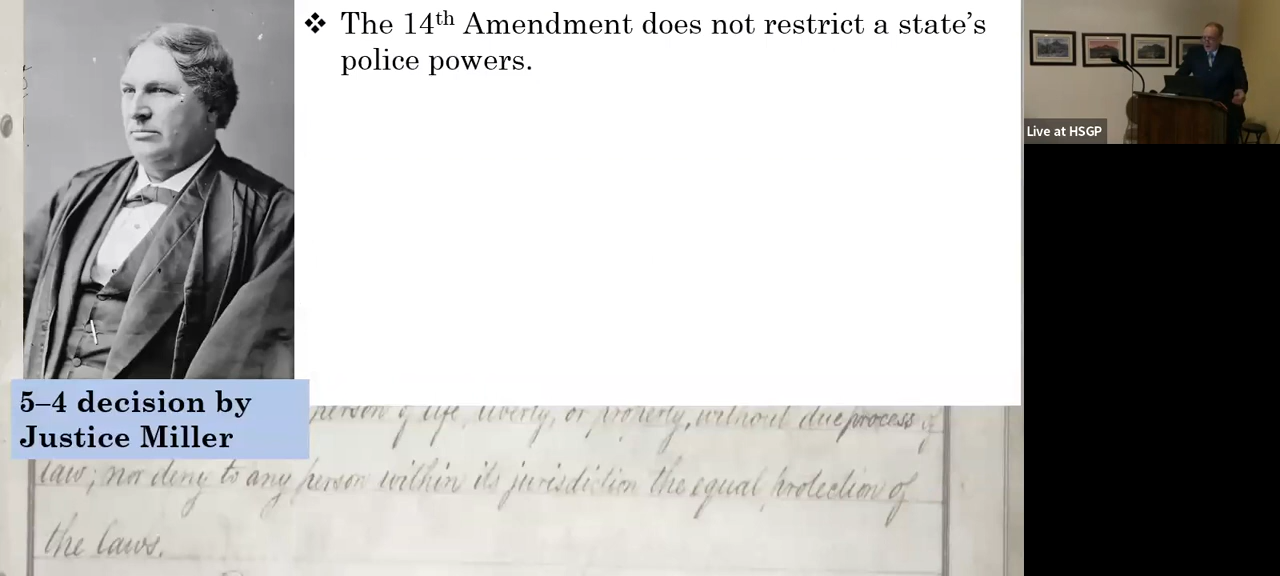 ❖ The 14th Amendment does not restrict a state's
police powers.
Live at HSGP
5–4 decision by
Justice Miller
person of life, liberty, or property, without due process of
law; nor deny to any person within its jurisdiction the equal protection of
the laws.